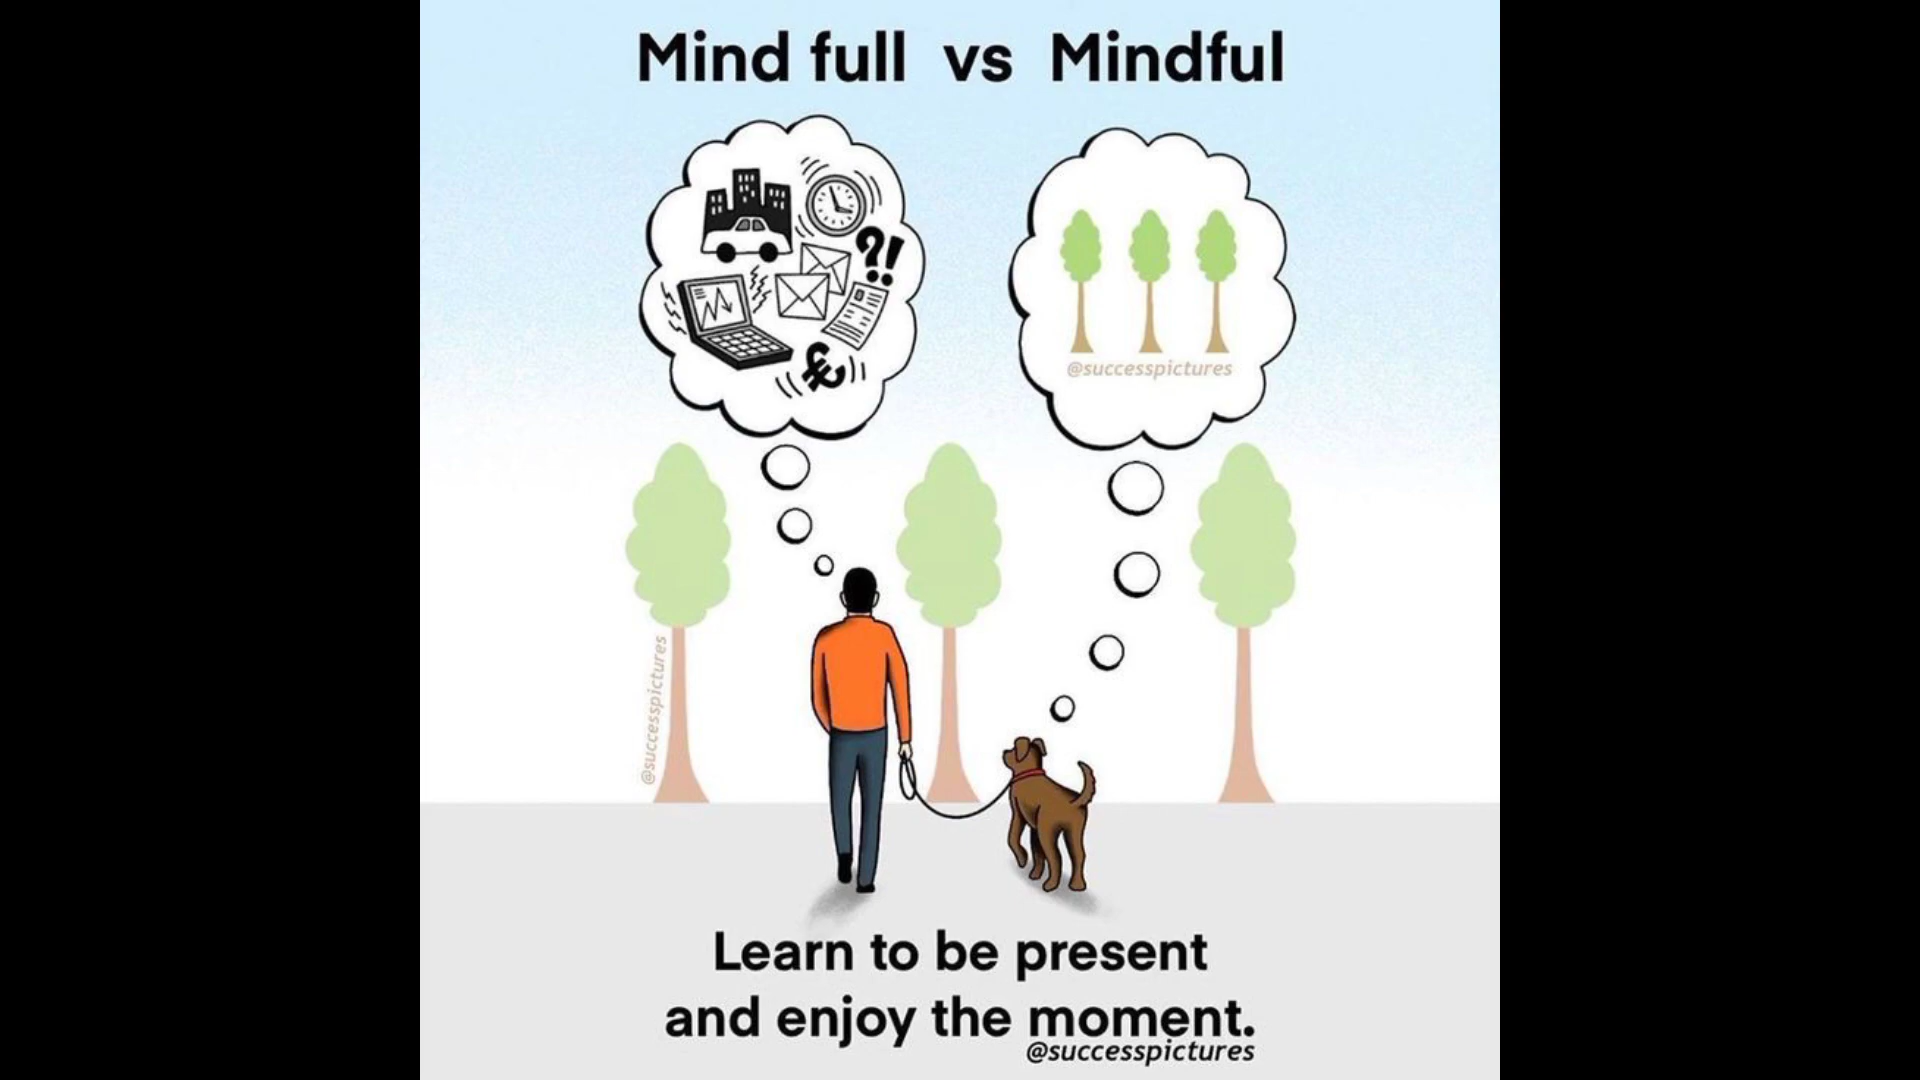 Mind full vs Mindful
?!
@successpictures
@successpictures
Learn to be present
and enjoy the moment.
@successpictures